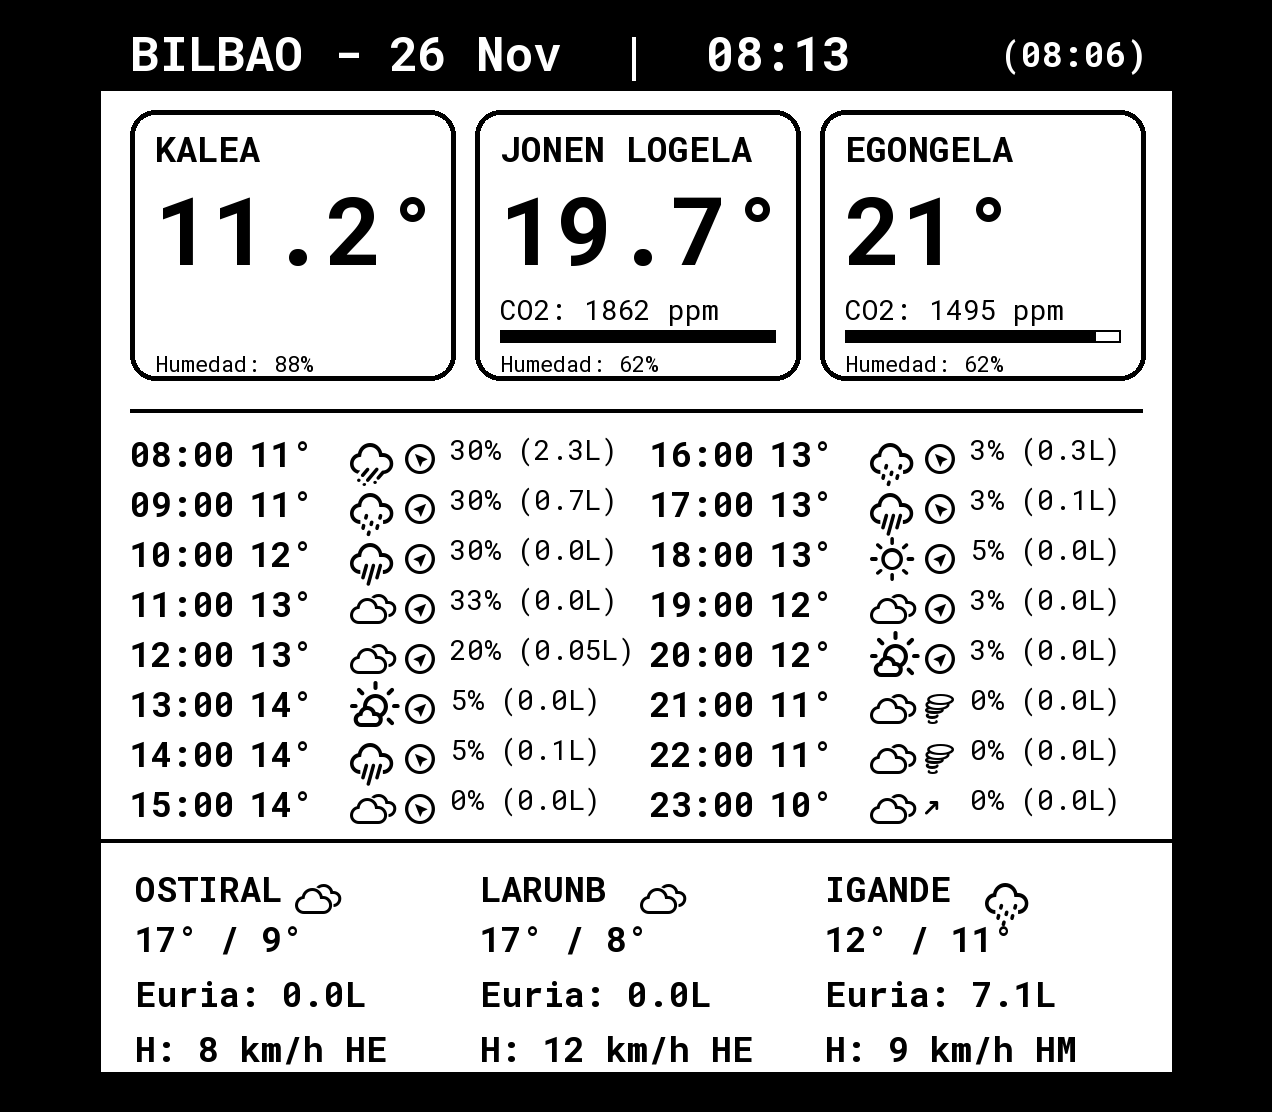 BILBAO - 26 Nov | 08:13 (08:06)
KALEA
11.2°
Humedad: 88%
JONEN LOGELA
19.7°
CO2: 1862 ppm
Humedad: 62%
EGONGELA
21°
CO2: 1495 ppm
Humedad: 62%
08:00 11° 30% (2.3L)
09:00 11° 30% (0.7L)
10:00 12° 30% (0.0L)
11:00 13° 33% (0.0L)
12:00 13° 20% (0.05L)
13:00 14° 5% (0.0L)
14:00 14° 5% (0.1L)
15:00 14° 0% (0.0L)
16:00 13° 3% (0.3L)
17:00 13° 3% (0.1L)
18:00 13° 5% (0.0L)
19:00 12° 3% (0.0L)
20:00 12° 3% (0.0L)
21:00 11° 0% (0.0L)
22:00 11° 0% (0.0L)
23:00 10° 0% (0.0L)
OSTIRAL
17° / 9°
Euria: 0.0L
H: 8 km/h HE
LARUNB
17° / 8°
Euria: 0.0L
H: 12 km/h HE
IGANDE
12° / 11°
Euria: 7.1L
H: 9 km/h HM